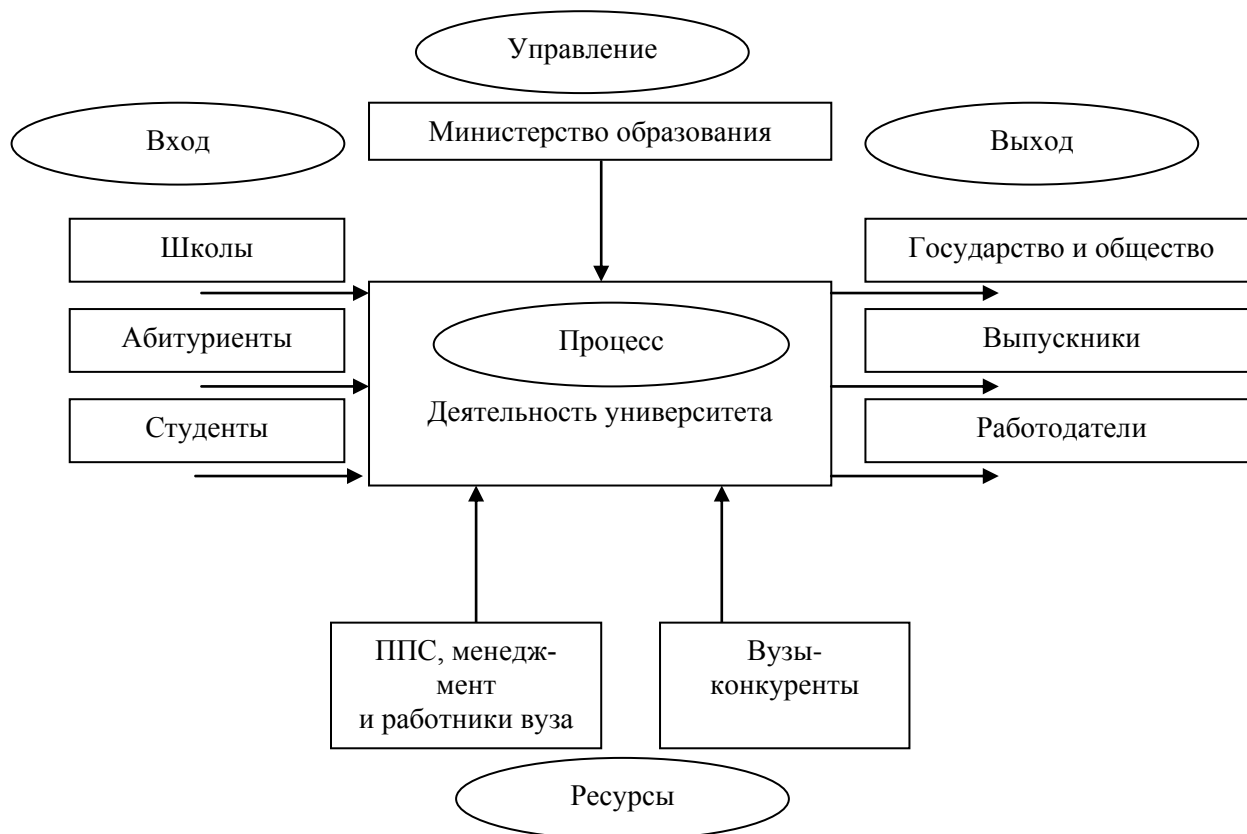 Управление
Вход
Министерство образования
Выход
Школы
Государство и общество
Абитуриенты
Процесс
Выпускники
Деятельность университета
Студенты
Работодатели
ППС, менедж-
мент
и работники вуза
Вузы-
конкуренты
Ресурсы